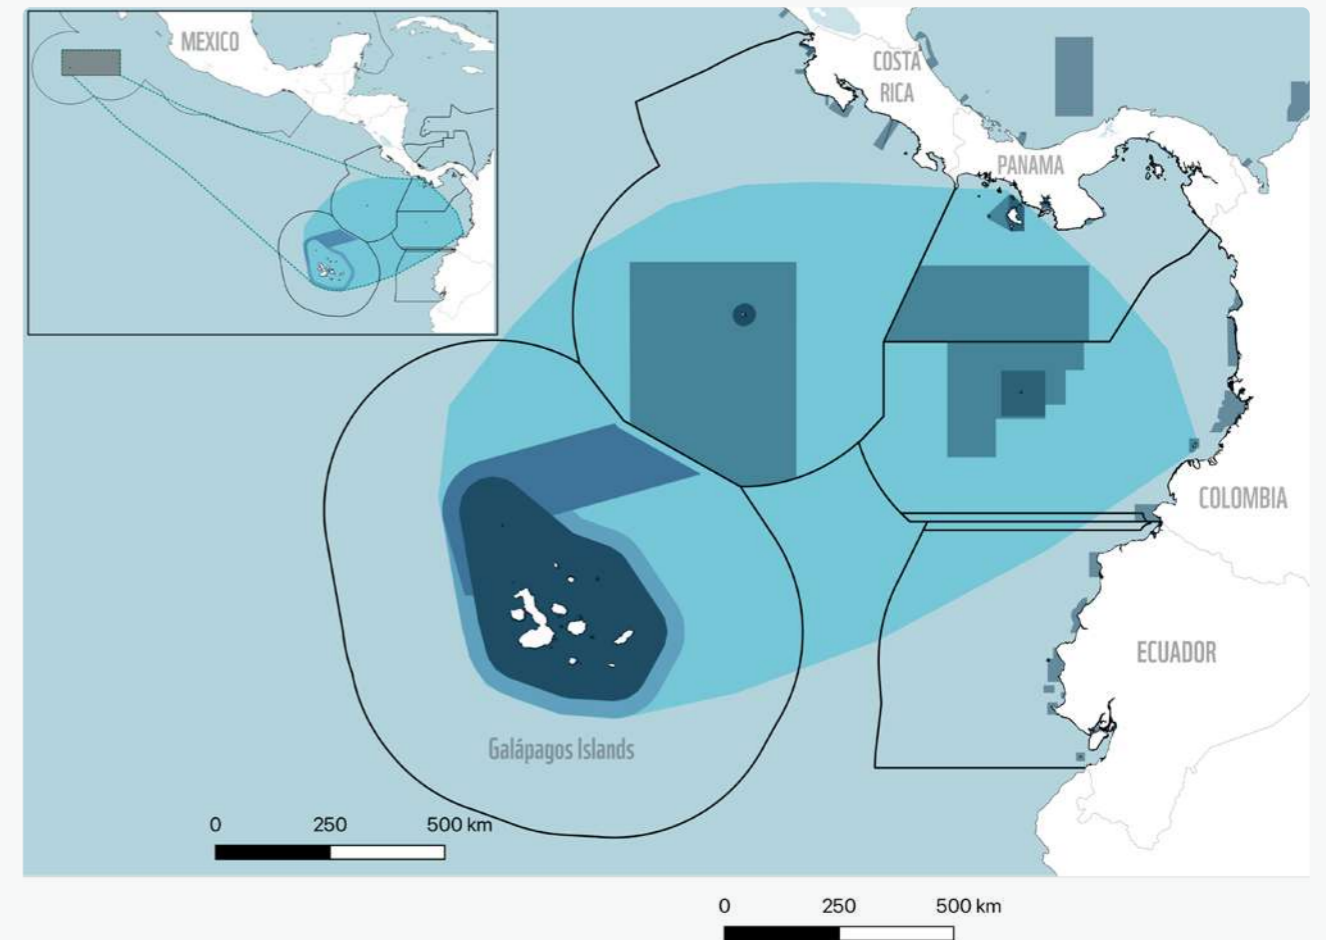 MEXICO
COSTA
RICA
PANAMA
COLOMBIA
ECUADOR
Galápagos Islands
0 250 500 km
0 250 500 km